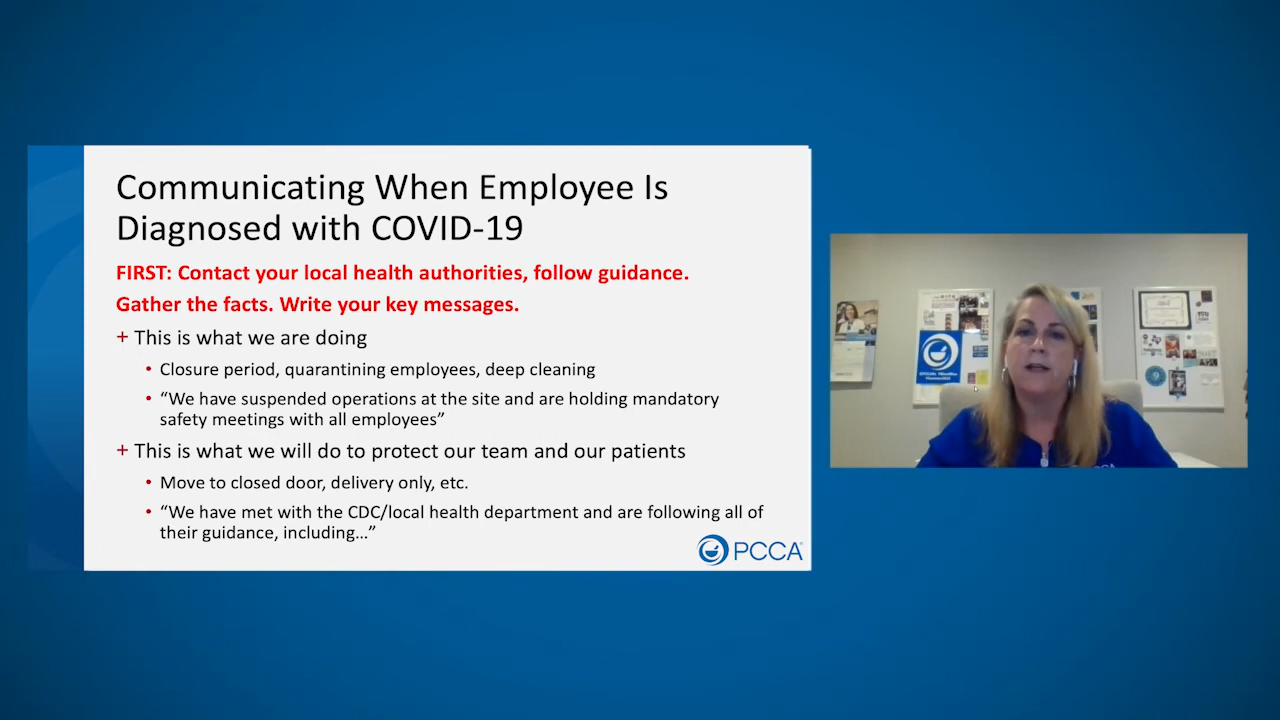 Communicating When Employee Is
Diagnosed with COVID-19
FIRST: Contact your local health authorities, follow guidance.
Gather the facts. Write your key messages.
+ This is what we are doing
• Closure period, quarantining employees, deep cleaning
• “We have suspended operations at the site and are holding mandatory
safety meetings with all employees”
+ This is what we will do to protect our team and our patients
• Move to closed door, delivery only, etc.
• “We have met with the CDC/local health department and are following all of
their guidance, including…”
PCCA®